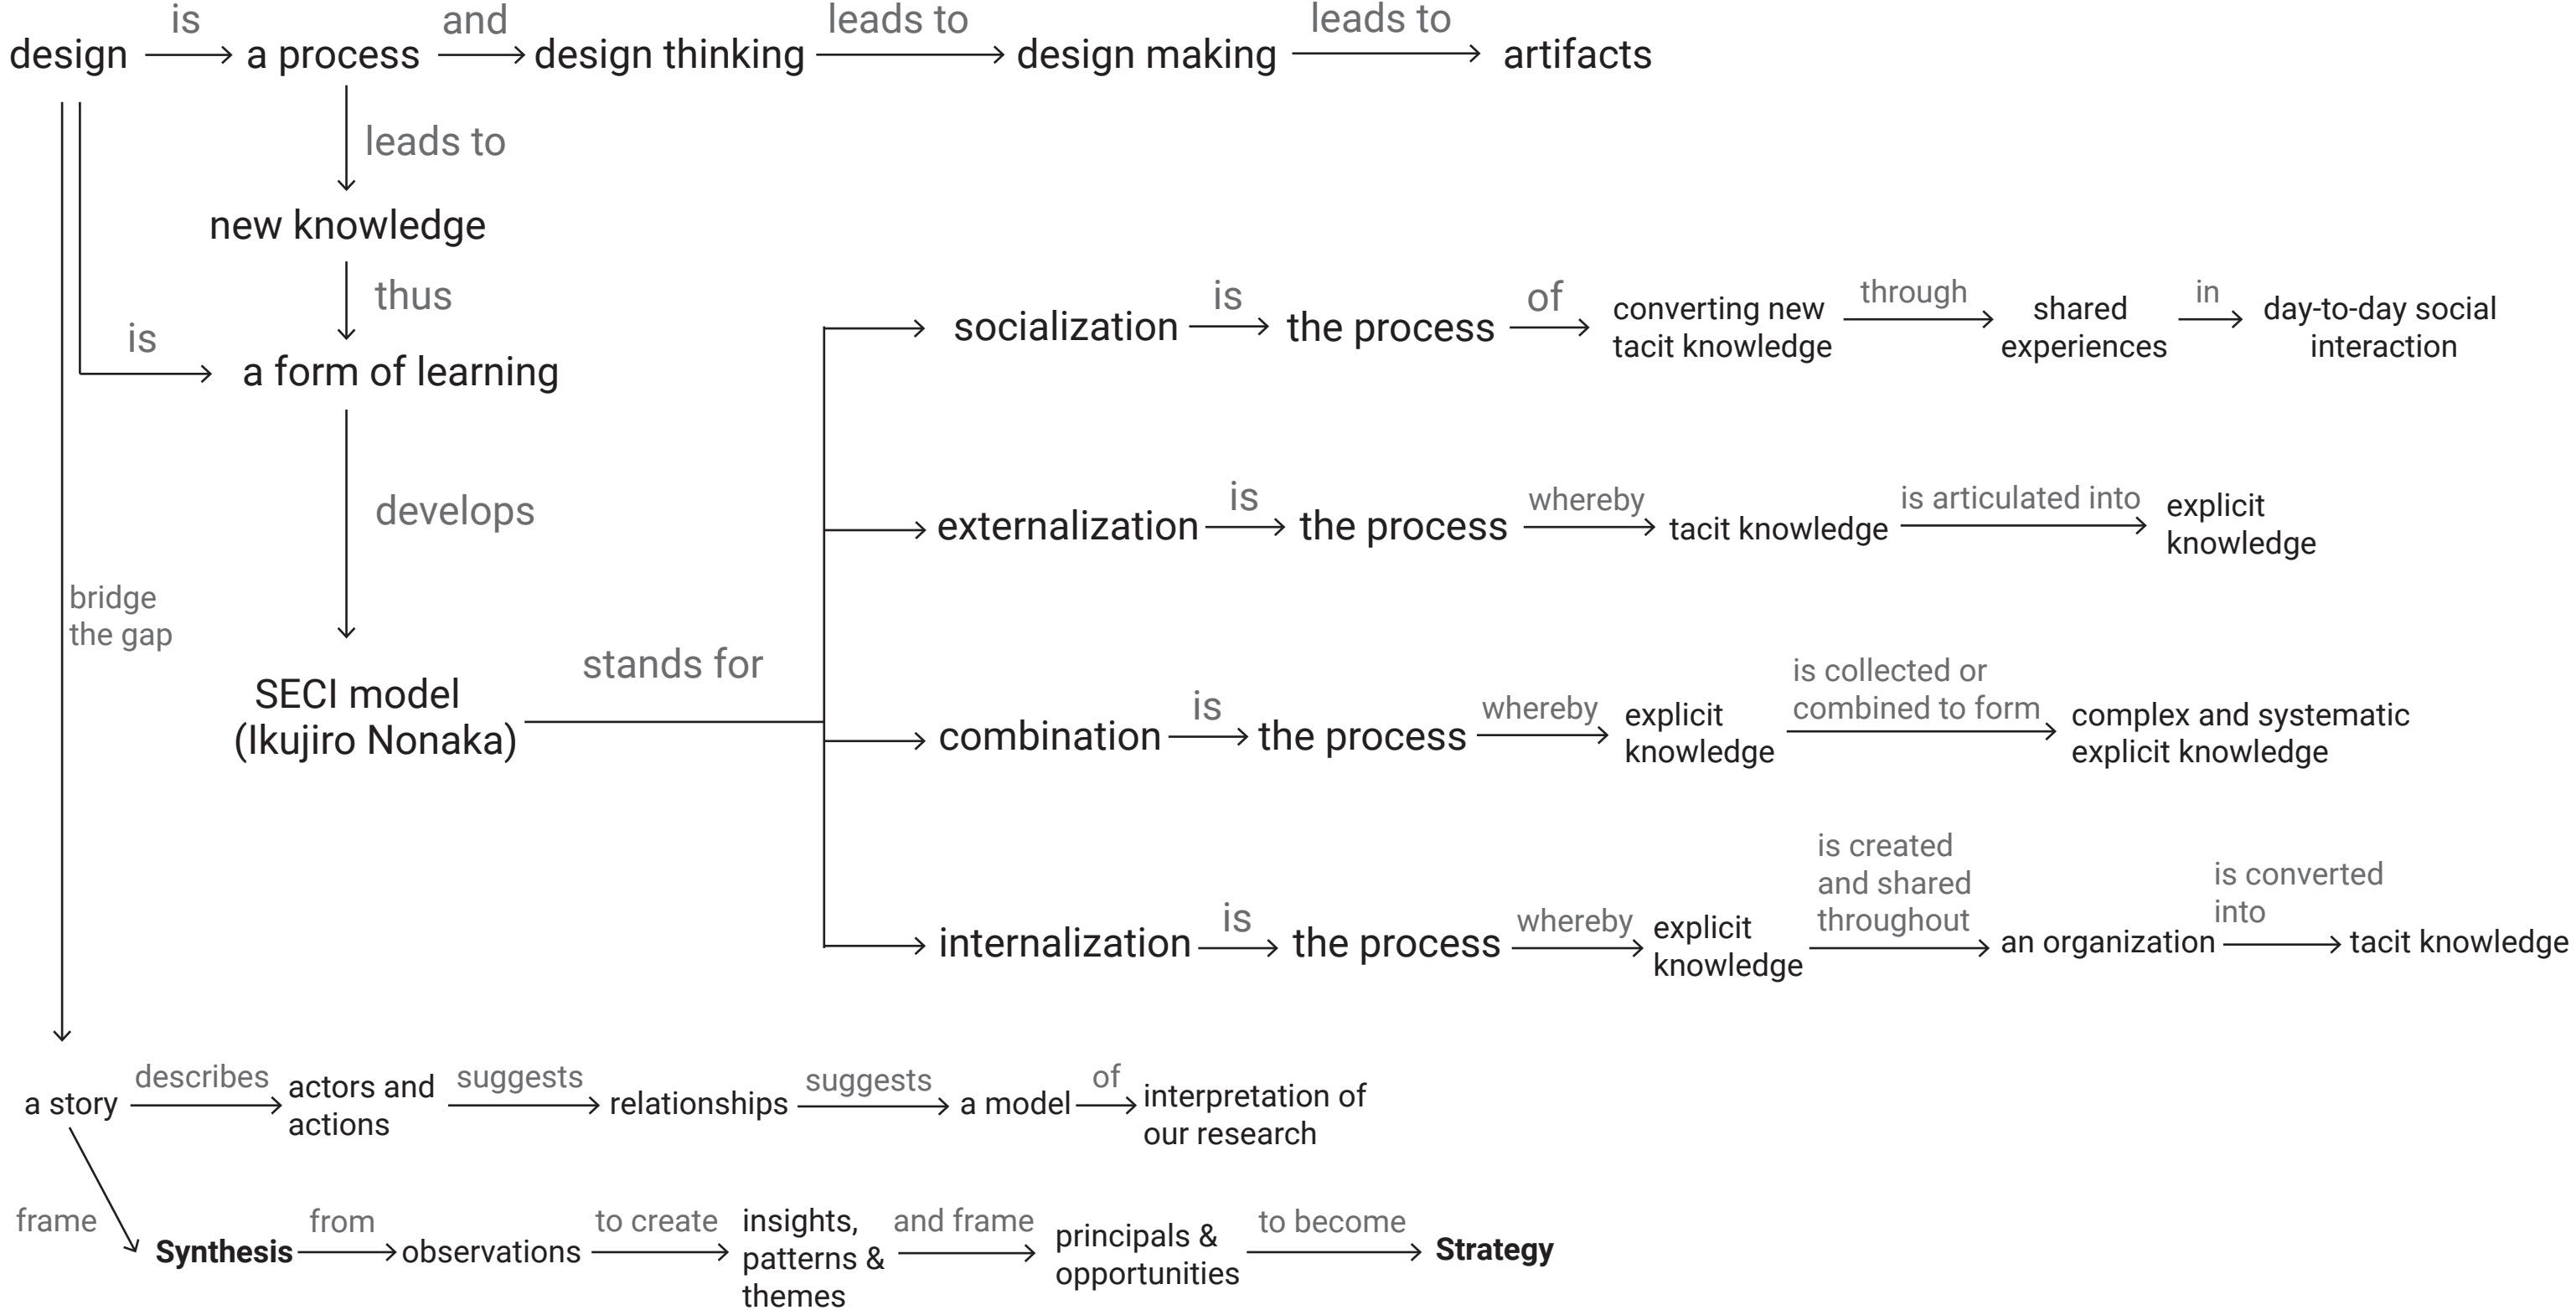 is and leads to leads to
design a process design thinking design making artifacts
leads to
new knowledge
thus
is
a form of learning
develops
bridge
the gap
SECI model
(Ikujiro Nonaka)
stands for
is of through in
socialization the process converting new
tacit knowledge
shared
experiences
day-to-day social
interaction
is whereby is articulated into
externalization the process tacit knowledge explicit
knowledge
is whereby is collected or
combined to form
combination the process explicit
knowledge
complex and systematic
explicit knowledge
is whereby is created
and shared
throughout
is converted
into
internalization the process explicit
knowledge
an organization tacit knowledge
describes suggests suggests of
a story actors and
actions
relationships a model interpretation of
our research
frame from to create and frame to become
Synthesis observations insights,
patterns &
themes
principals &
opportunities
Strategy